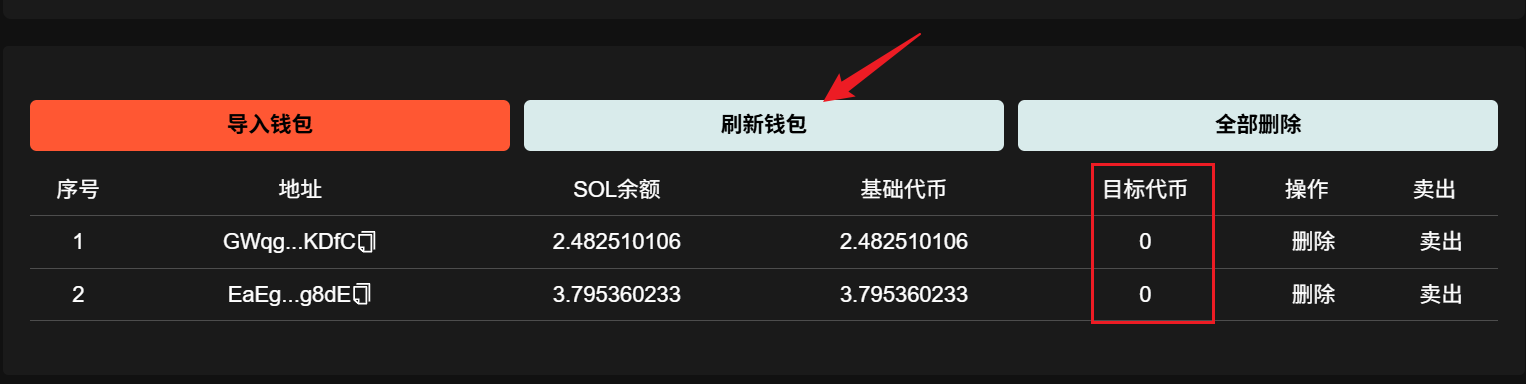 导入钱包 刷新钱包 全部删除
序号 地址 SOL余额 基础代币 目标代币 操作 卖出
1 GWqg...KDfC 2.482510106 2.482510106 0 删除 卖出
2 EaEg...g8dE 3.795360233 3.795360233 0 删除 卖出